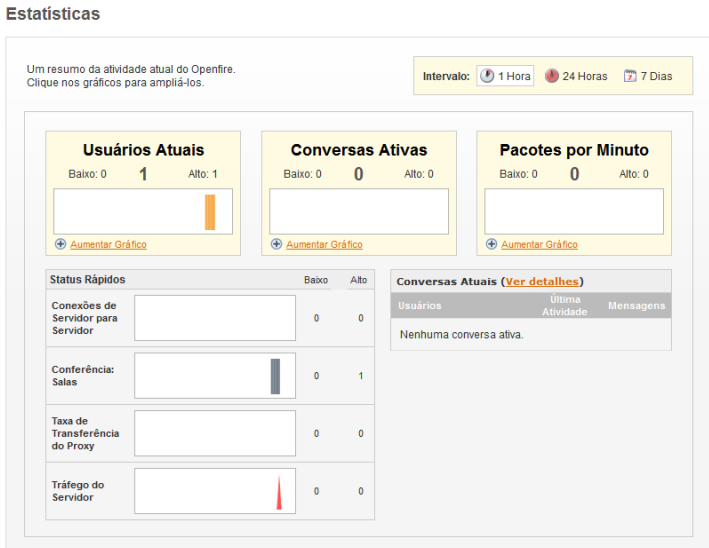 Estatísticas
Um resumo da atividade atual do Openfire.
Clique nos gráficos para ampliá-los.
Intervalo: 1 Hora 24 Horas 7 Dias
Usuários Atuais
Baixo: 0 1 Alto: 1
Aumentar Gráfico
Conversas Ativas
Baixo: 0 0 Alto: 0
Aumentar Gráfico
Pacotes por Minuto
Baixo: 0 0 Alto: 0
Aumentar Gráfico
Status Rápidos Baixo Alto
Conexões de
Servidor para
Servidor
0 0
Conferência:
Salas
0 1
Taxa de
Transferência
do Proxy
0 0
Tráfego do
Servidor
0 0
Conversas Atuais (Ver detalhes)
Usuários Última Atividade Mensagens
Nenhuma conversa ativa.